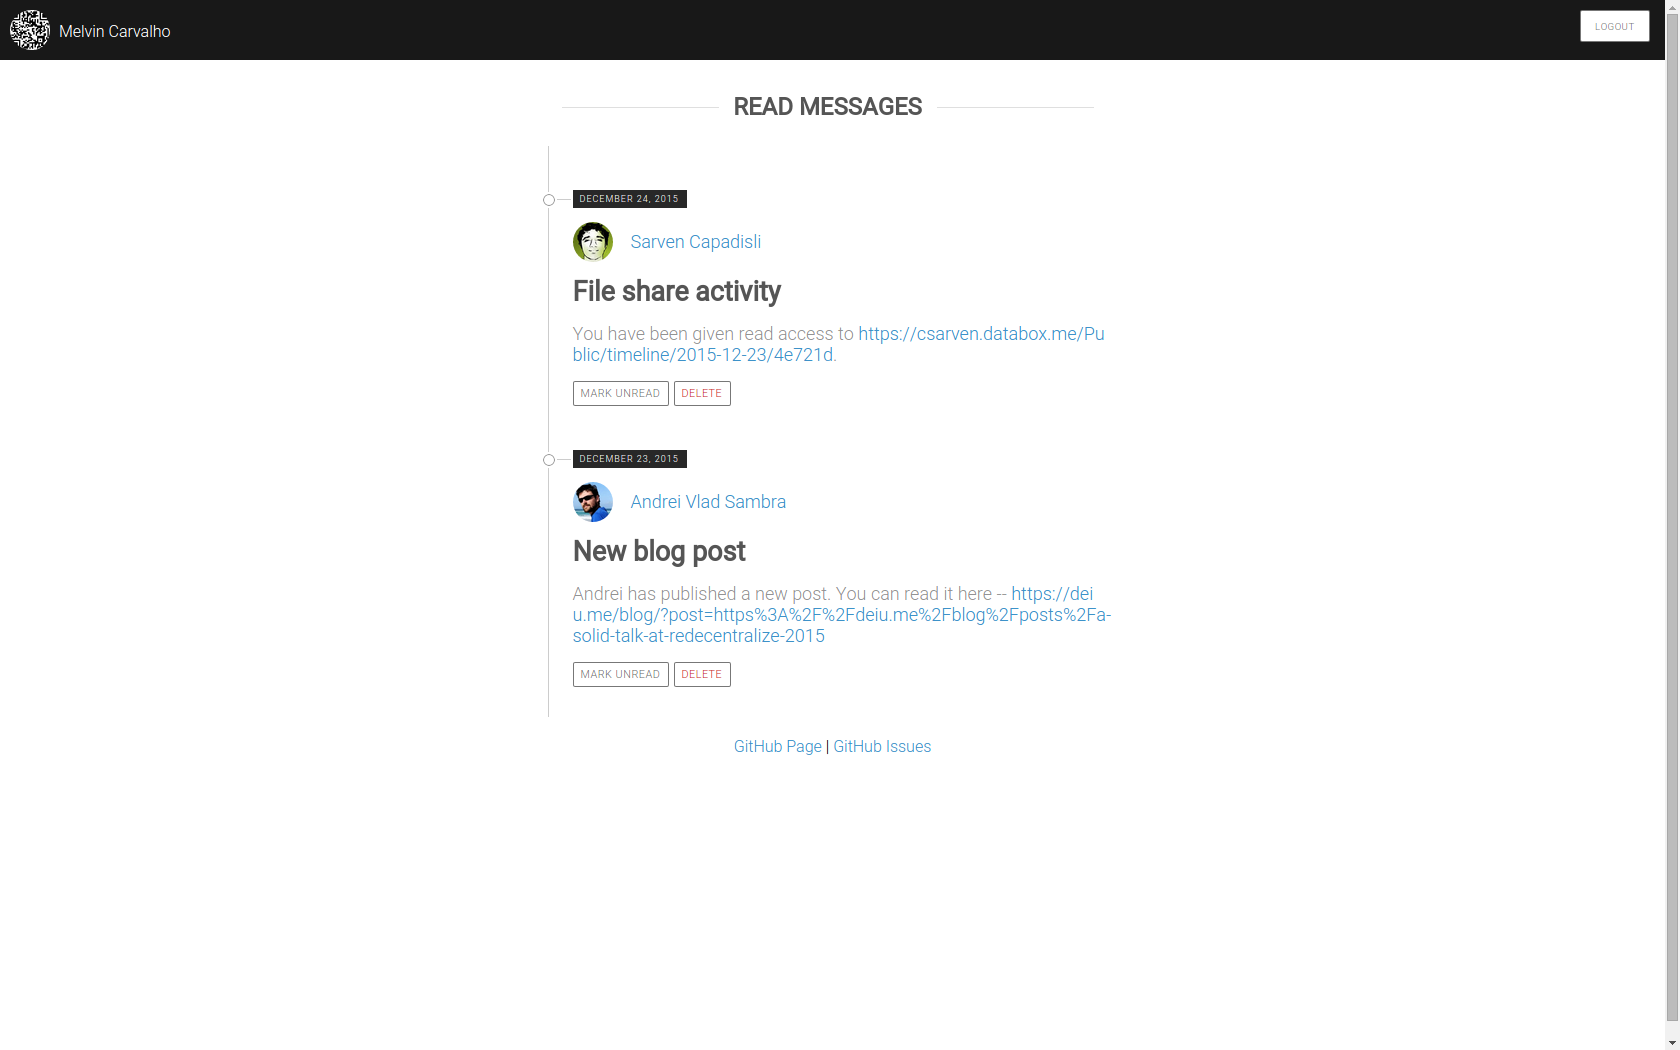 Melvin Carvalho
LOGOUT
READ MESSAGES
DECEMBER 24, 2015
Sarven Capadisli
File share activity
You have been given read access to https://csarven.databox.me/Pu
blic/timeline/2015-12-23/4e721d.
MARK UNREAD DELETE
DECEMBER 23, 2015
Andrei Vlad Sambra
New blog post
Andrei has published a new post. You can read it here -- https://dei
u.me/blog/?post=https%3A%2F%2Fdeiu.me%2Fblog%2Fposts%2Fa-
solid-talk-at-redecentralize-2015
MARK UNREAD DELETE
GitHub Page | GitHub Issues